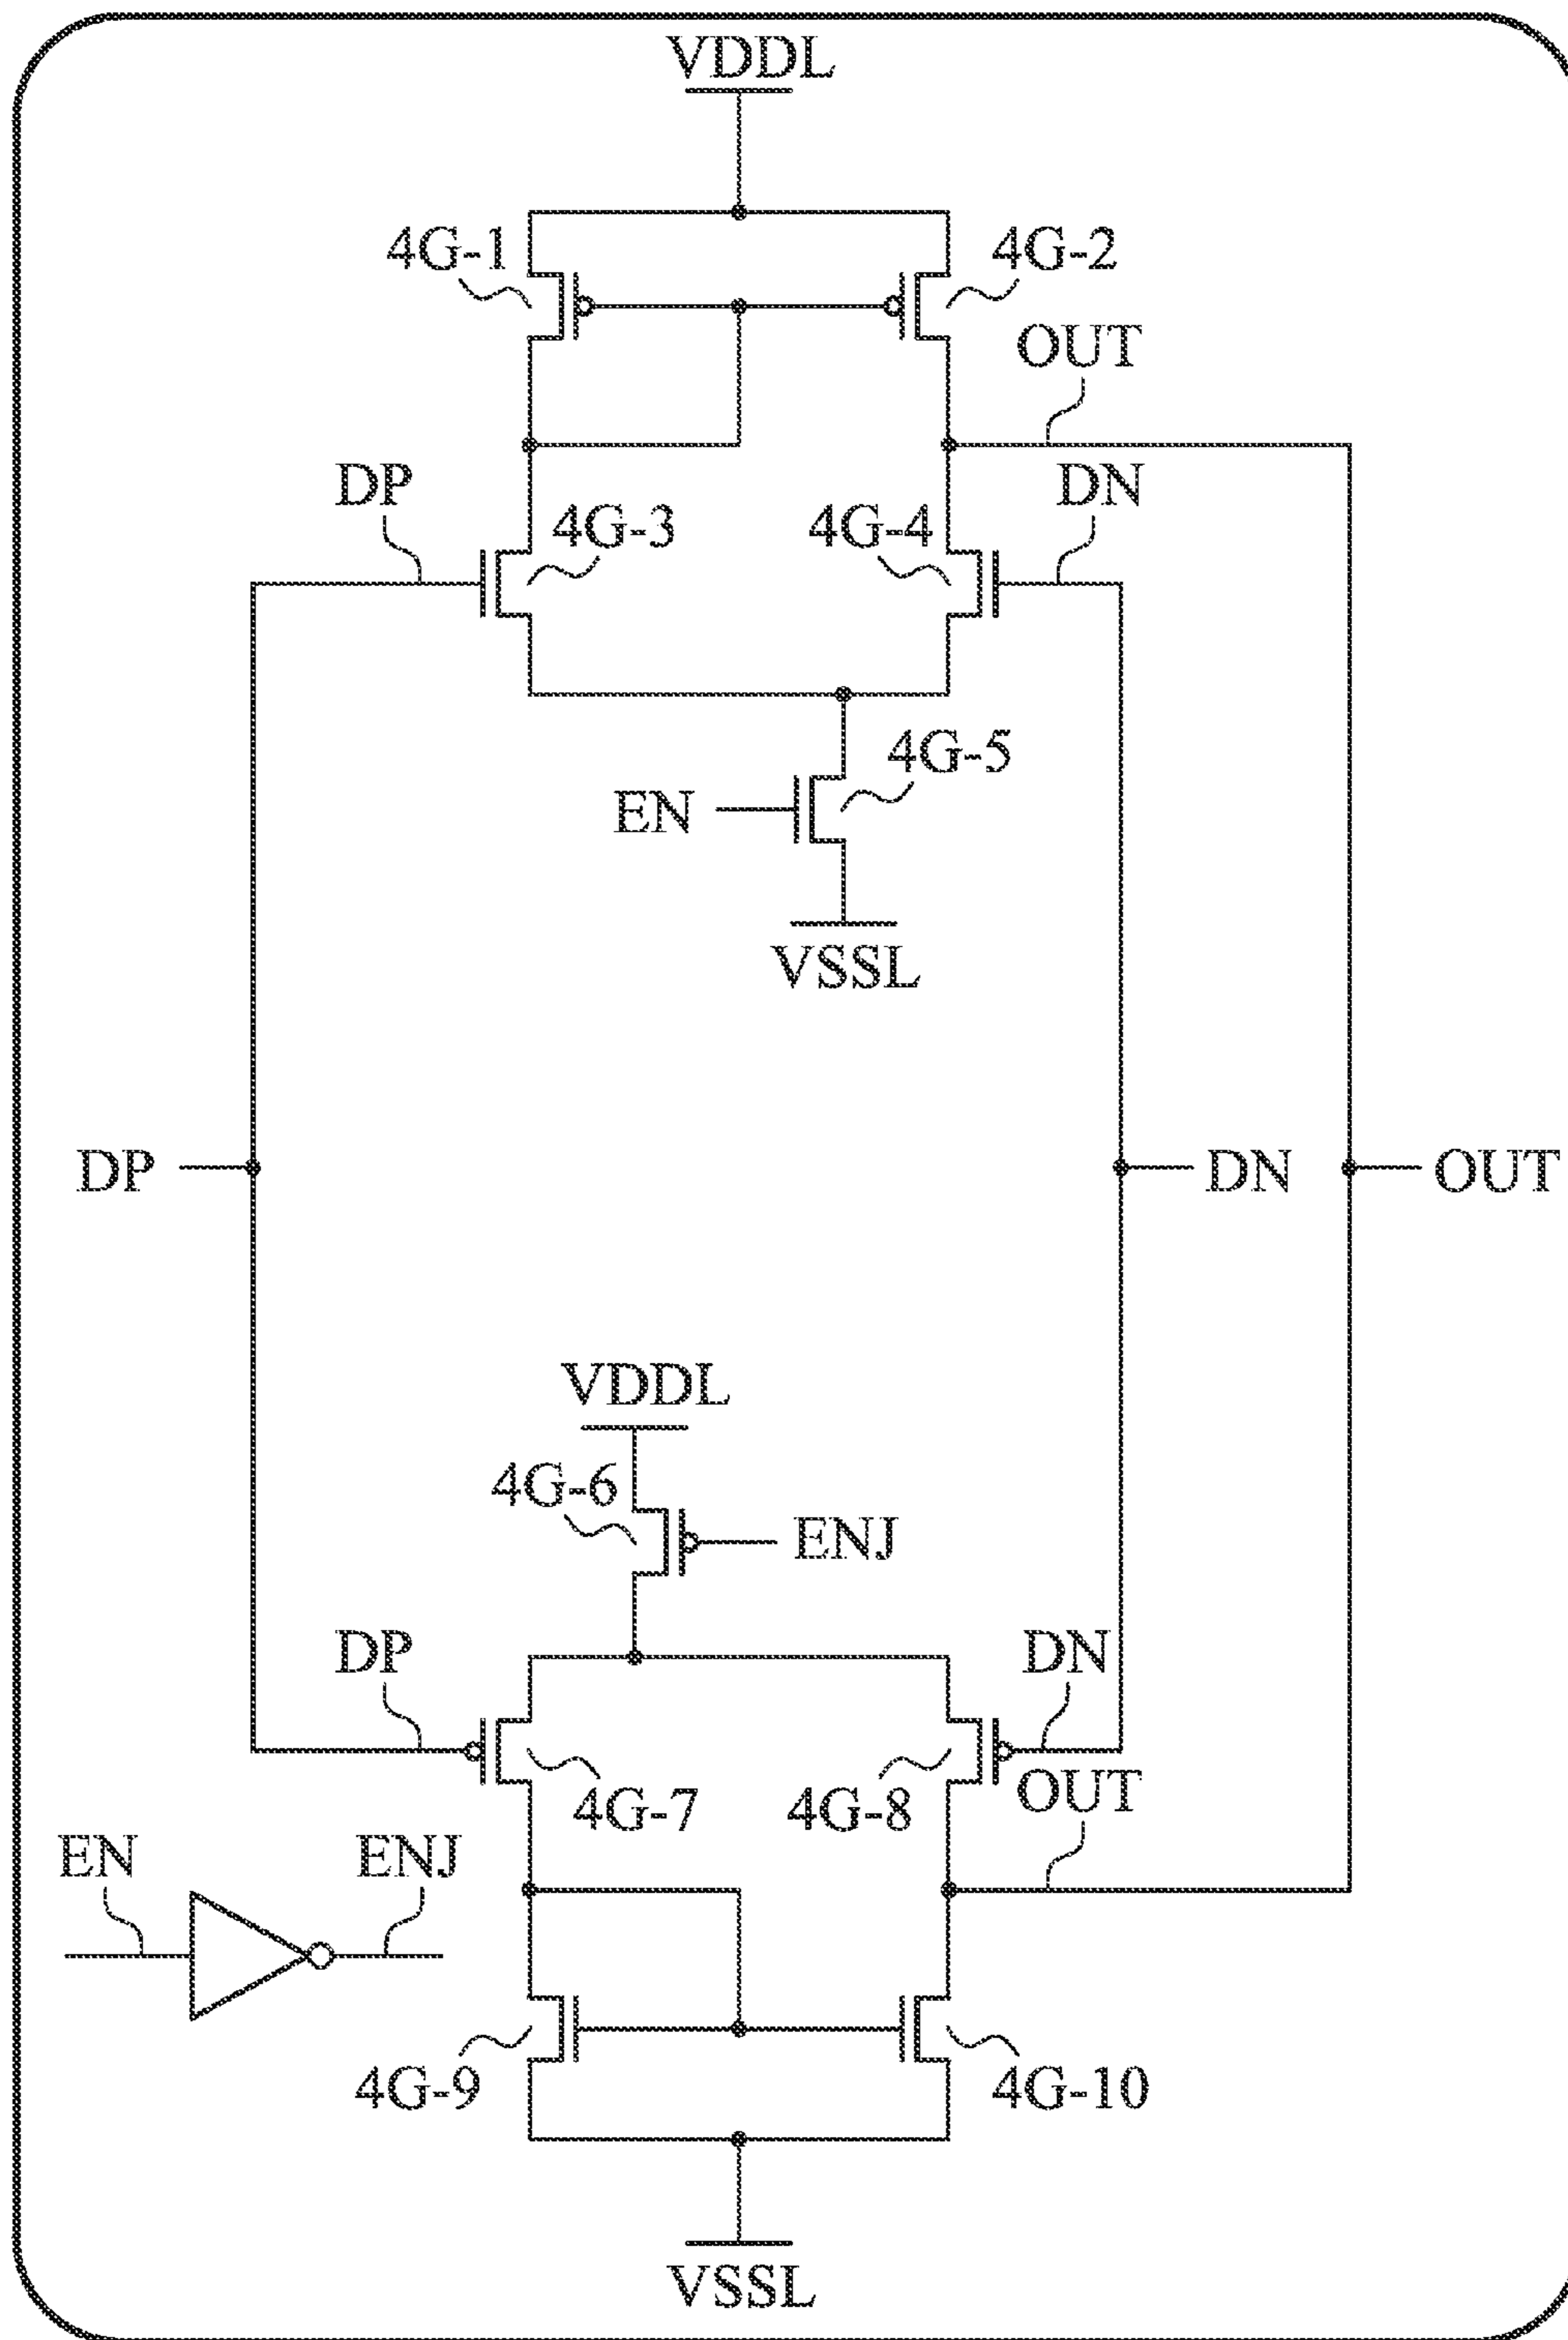 VDDL
4G-1
4G-2
OUT
DP
DN
4G-3
4G-4
4G-5
EN
VSSL
DP
DN
OUT
VDDL
4G-6
ENJ
DP
DN
OUT
4G-7
4G-8
EN
ENJ
4G-9
4G-10
VSSL